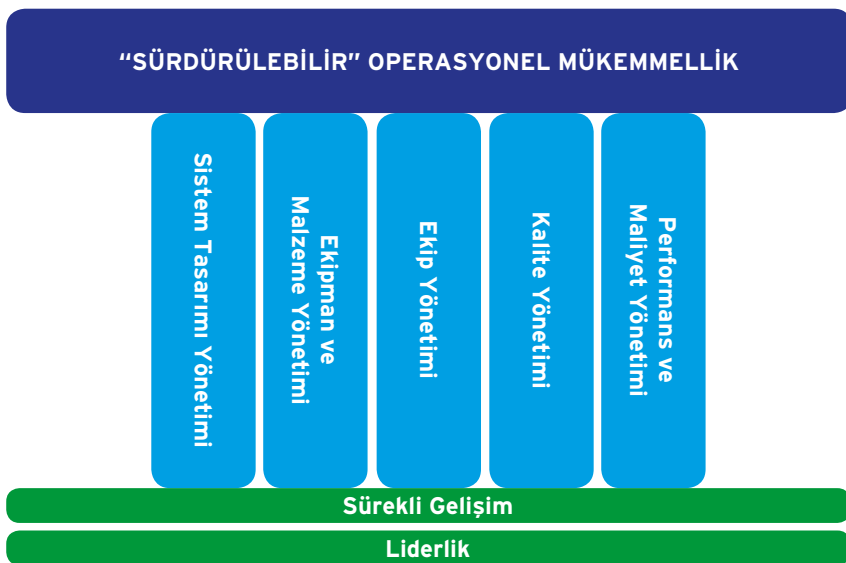 “SÜRDÜRÜLEBİLİR” OPERASYONEL MÜKEMMELLİK
Sistem Tasarımı Yönetimi
Ekipman ve
Malzeme Yönetimi
Ekip Yönetimi
Kalite Yönetimi
Performans ve
Maliyet Yönetimi
Sürekli Gelişim
Liderlik